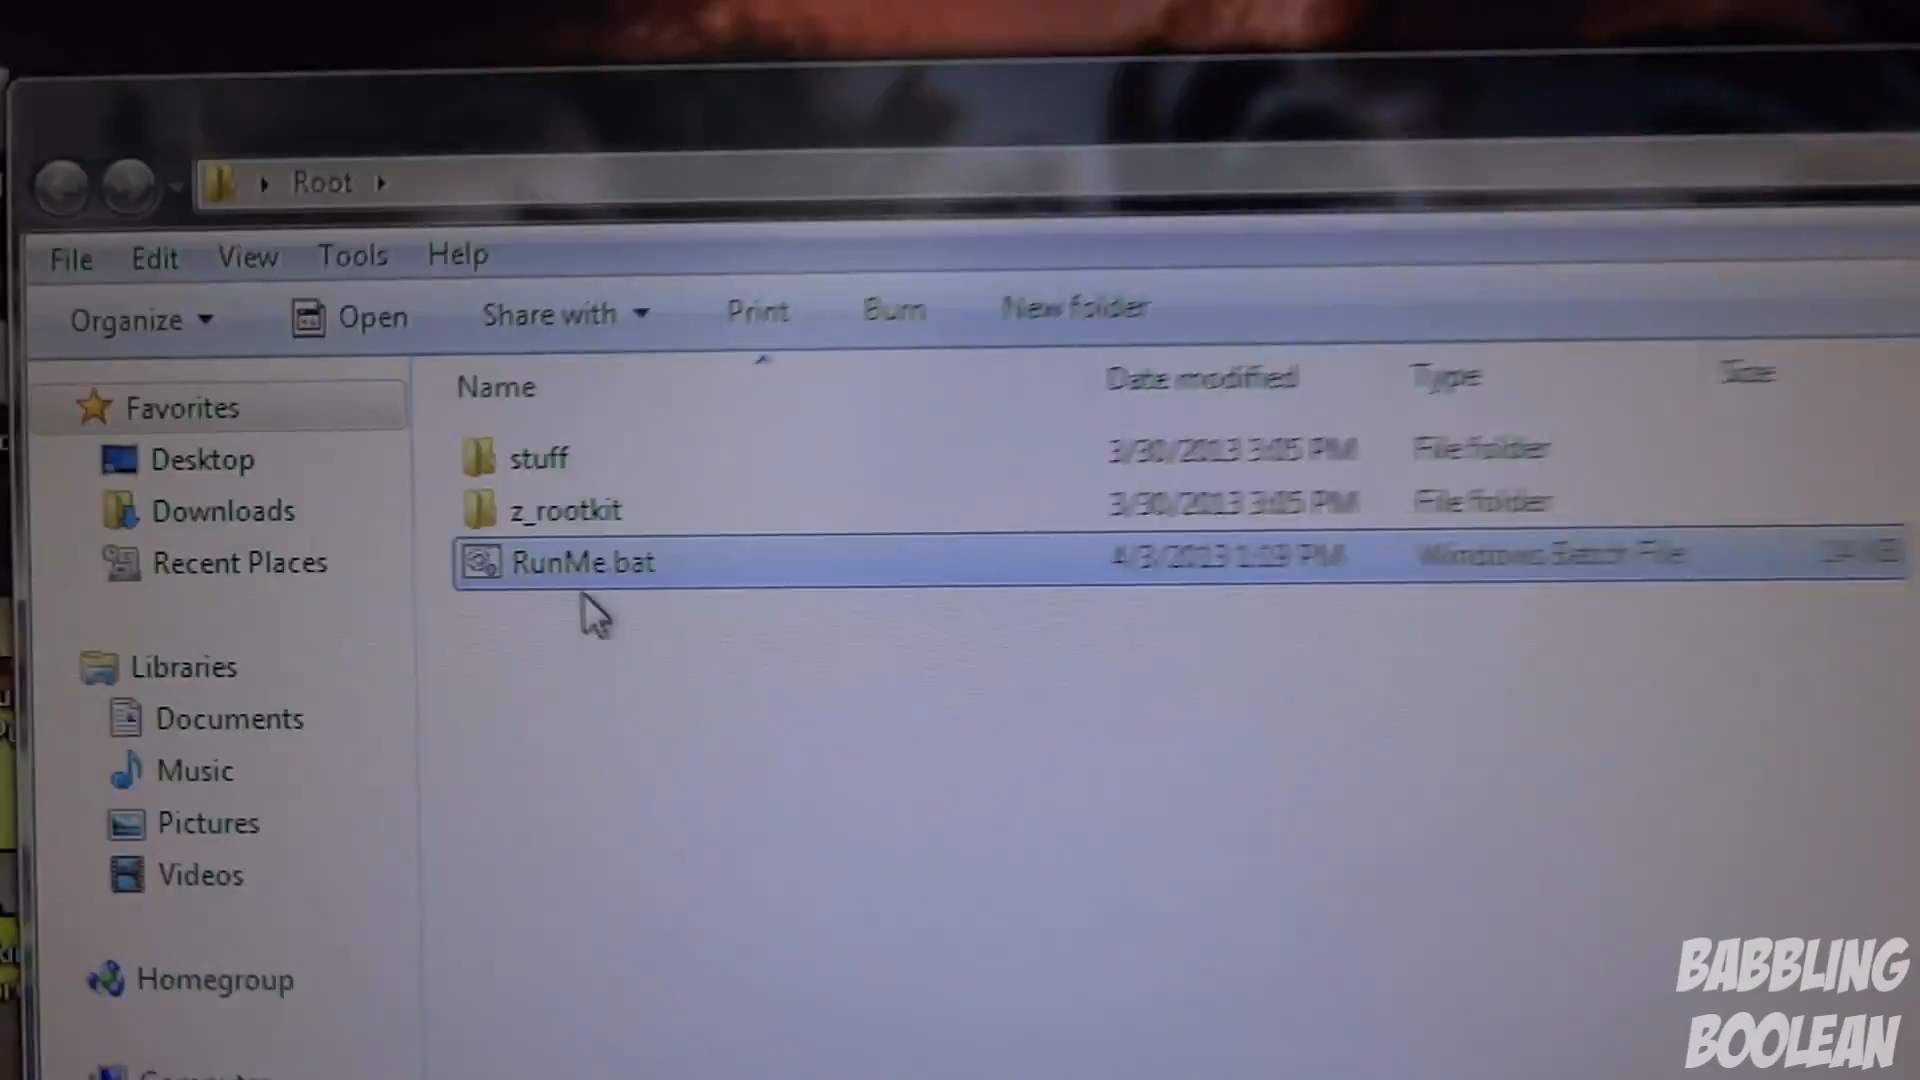 Root
File Edit View Tools Help
Organize Open Share with Print Burn New folder
Name Date modified Type Size
Favorites
Desktop
Downloads
Recent Places
Libraries
Documents
Music
Pictures
Videos
Homegroup
stuff 3/30/2013 3:05 PM File folder
z_rootkit 3/30/2013 3:05 PM File folder
RunMe.bat 4/3/2013 1:19 PM Windows Batch File
BABBLING
BOOLEAN